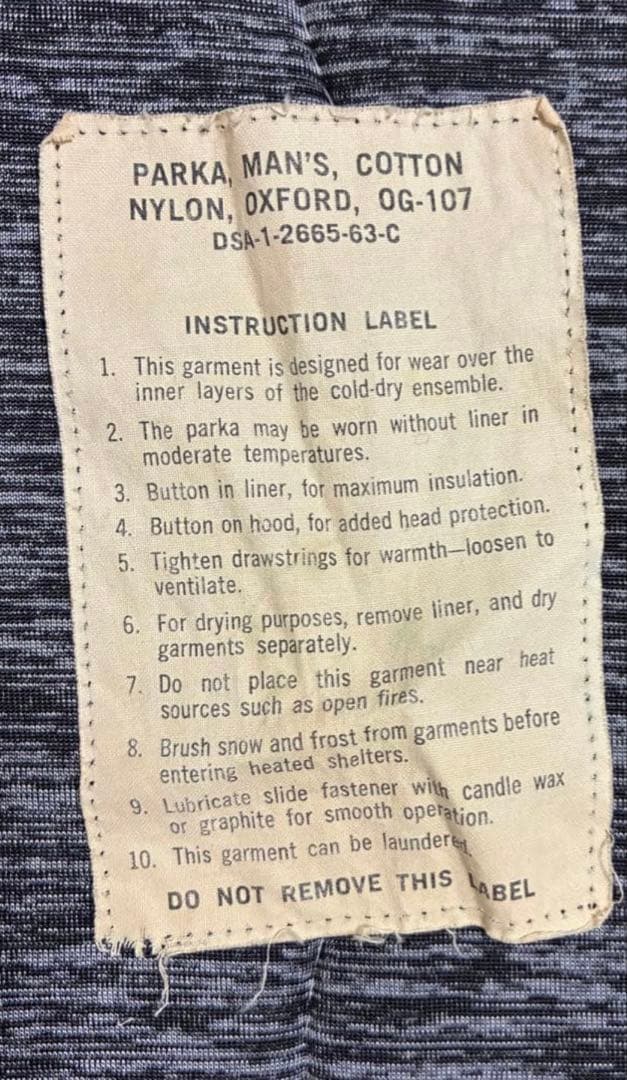 PARKA, MAN'S, COTTON
NYLON, OXFORD, OG-107
DSA-1-2665-63-C
INSTRUCTION LABEL
1. This garment is designed for wear over the
inner layers of the cold-dry ensemble.
2. The parka may be worn without liner in
moderate temperatures.
3. Button in liner, for maximum insulation.
4. Button on hood, for added head protection.
5. Tighten drawstrings for warmth—loosen to
ventilate.
6. For drying purposes, remove liner, and dry
garments separately.
7. Do not place this garment near heat
sources such as open fires.
8. Brush snow and frost from garments before
entering heated shelters.
9. Lubricate slide fastener with candle wax
or graphite for smooth operation.
10. This garment can be laundered.
DO NOT REMOVE THIS LABEL